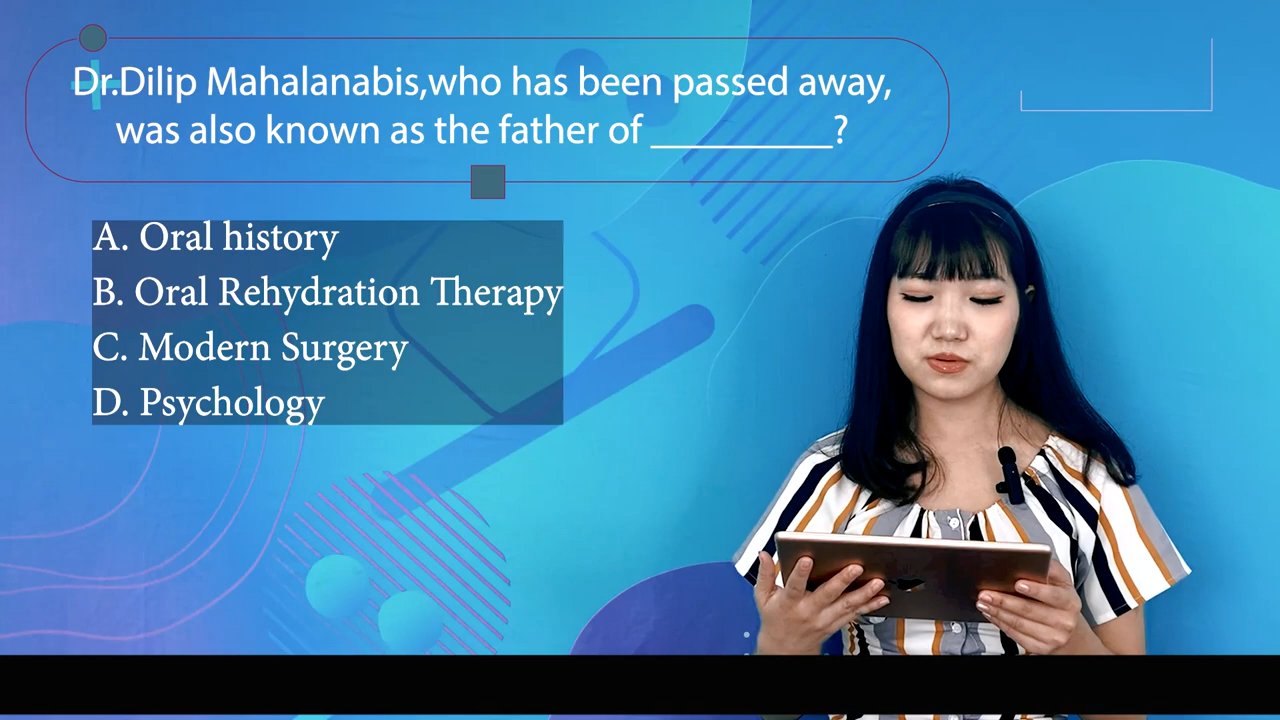 Dr.Dilip Mahalanabis,who has been passed away,
was also known as the father of _________?
A. Oral history
B. Oral Rehydration Therapy
C. Modern Surgery
D. Psychology